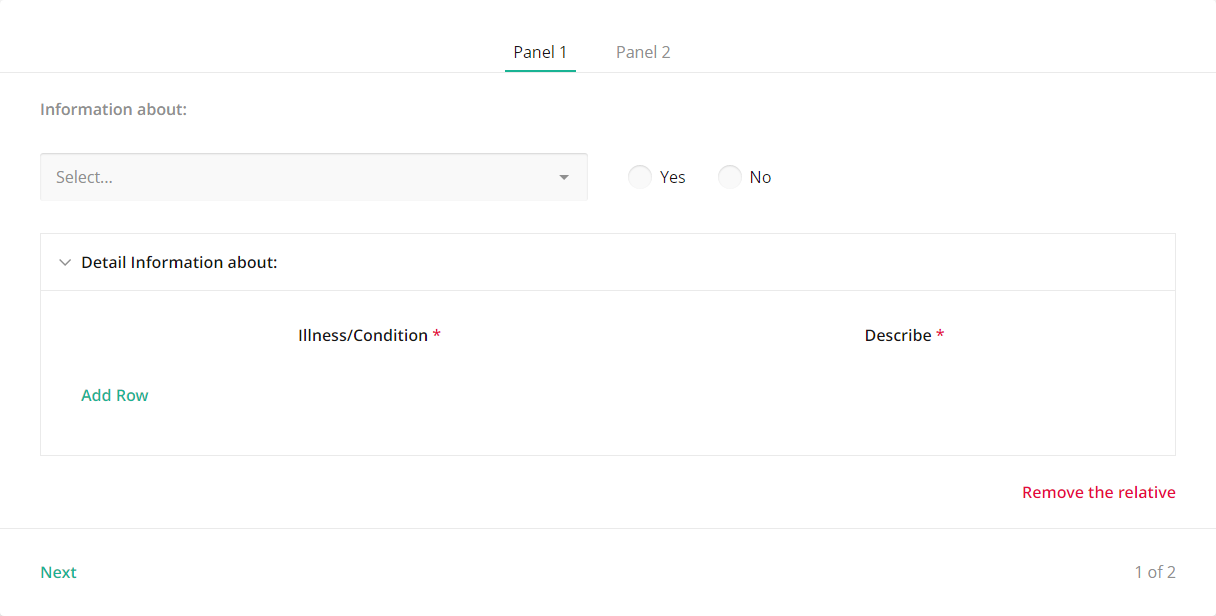 Panel 1 Panel 2
Information about:
Select... Yes No
Detail Information about:
Illness/Condition * Describe *
Add Row
Remove the relative
Next 1 of 2